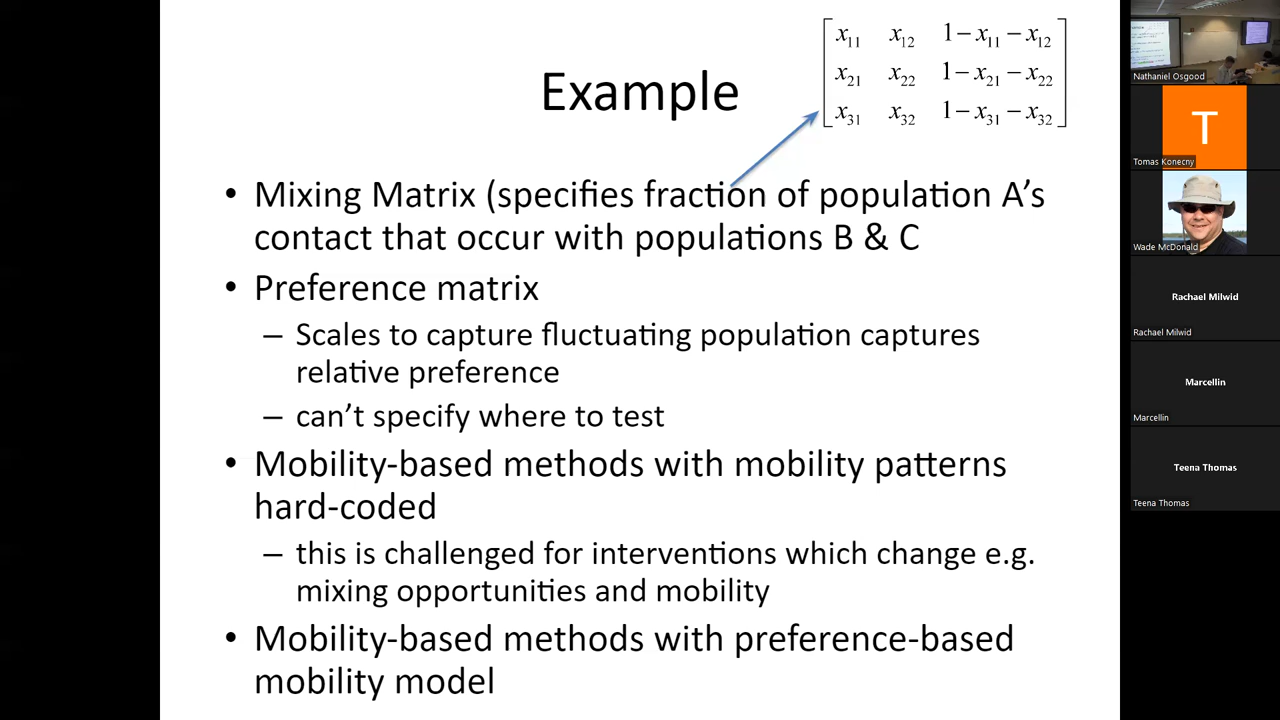 Example
x11 x12 1−x11−x12
x21 x22 1−x21−x22
x31 x32 1−x31−x32
• Mixing Matrix (specifies fraction of population A’s
contact that occur with populations B & C
• Preference matrix
– Scales to capture fluctuating population captures
relative preference
– can’t specify where to test
• Mobility-based methods with mobility patterns
hard-coded
– this is challenged for interventions which change e.g.
mixing opportunities and mobility
• Mobility-based methods with preference-based
mobility model
Nathaniel Osgood
T
Tomas Konecny
Wade McDonald
Rachael Milwid
Rachael Milwid
Marcellin
Marcellin
Teena Thomas
Teena Thomas